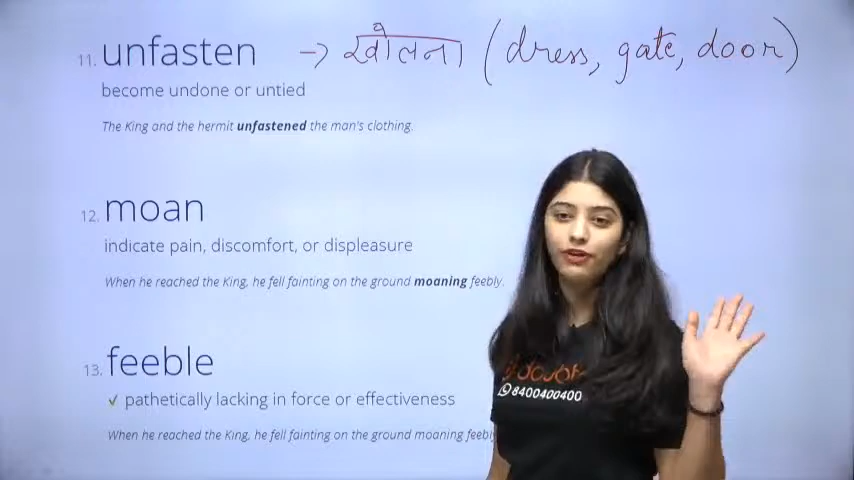 11. unfasten → खोलना (dress, gate, door)
become undone or untied
The King and the hermit unfastened the man's clothing.
12. moan
indicate pain, discomfort, or displeasure
When he reached the King, he fell fainting on the ground moaning feebly.
13. feeble
✓ pathetically lacking in force or effectiveness
When he reached the King, he fell fainting on the ground moaning feebly
doubt
8400400400